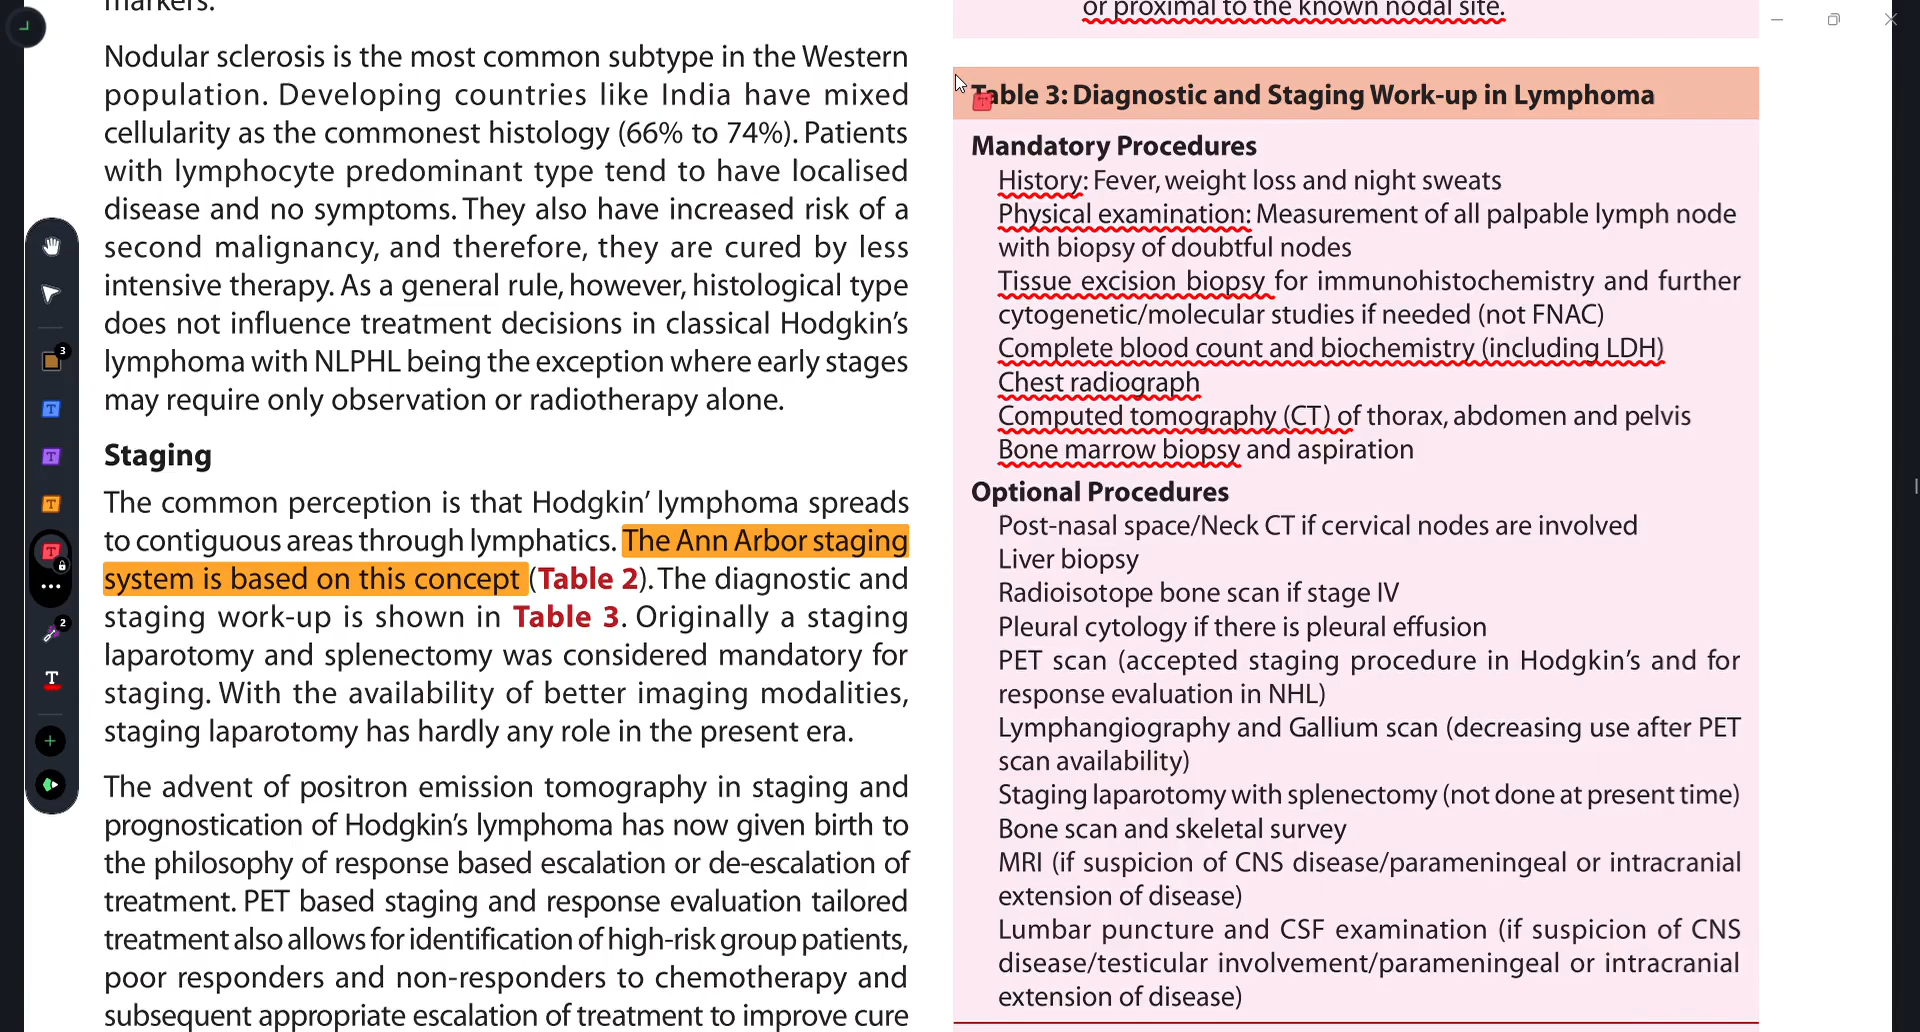 markers.
Nodular sclerosis is the most common subtype in the Western
population. Developing countries like India have mixed
cellularity as the commonest histology (66% to 74%). Patients
with lymphocyte predominant type tend to have localised
disease and no symptoms. They also have increased risk of a
second malignancy, and therefore, they are cured by less
intensive therapy. As a general rule, however, histological type
does not influence treatment decisions in classical Hodgkin's
lymphoma with NLPHL being the exception where early stages
may require only observation or radiotherapy alone.
Staging
The common perception is that Hodgkin' lymphoma spreads
to contiguous areas through lymphatics. The Ann Arbor staging
system is based on this concept (Table 2). The diagnostic and
staging work-up is shown in Table 3. Originally a staging
laparotomy and splenectomy was considered mandatory for
staging. With the availability of better imaging modalities,
staging laparotomy has hardly any role in the present era.
The advent of positron emission tomography in staging and
prognostication of Hodgkin's lymphoma has now given birth to
the philosophy of response based escalation or de-escalation of
treatment. PET based staging and response evaluation tailored
treatment also allows for identification of high-risk group patients,
poor responders and non-responders to chemotherapy and
subsequent appropriate escalation of treatment to improve cure
or proximal to the known nodal site.
Table 3: Diagnostic and Staging Work-up in Lymphoma
Mandatory Procedures
History: Fever, weight loss and night sweats
Physical examination: Measurement of all palpable lymph node
with biopsy of doubtful nodes
Tissue excision biopsy for immunohistochemistry and further
cytogenetic/molecular studies if needed (not FNAC)
Complete blood count and biochemistry (including LDH)
Chest radiograph
Computed tomography (CT) of thorax, abdomen and pelvis
Bone marrow biopsy and aspiration
Optional Procedures
Post-nasal space/Neck CT if cervical nodes are involved
Liver biopsy
Radioisotope bone scan if stage IV
Pleural cytology if there is pleural effusion
PET scan (accepted staging procedure in Hodgkin's and for
response evaluation in NHL)
Lymphangiography and Gallium scan (decreasing use after PET
scan availability)
Staging laparotomy with splenectomy (not done at present time)
Bone scan and skeletal survey
MRI (if suspicion of CNS disease/parameningeal or intracranial
extension of disease)
Lumbar puncture and CSF examination (if suspicion of CNS
disease/testicular involvement/parameningeal or intracranial
extension of disease)
3
T
T
T
T
2
T